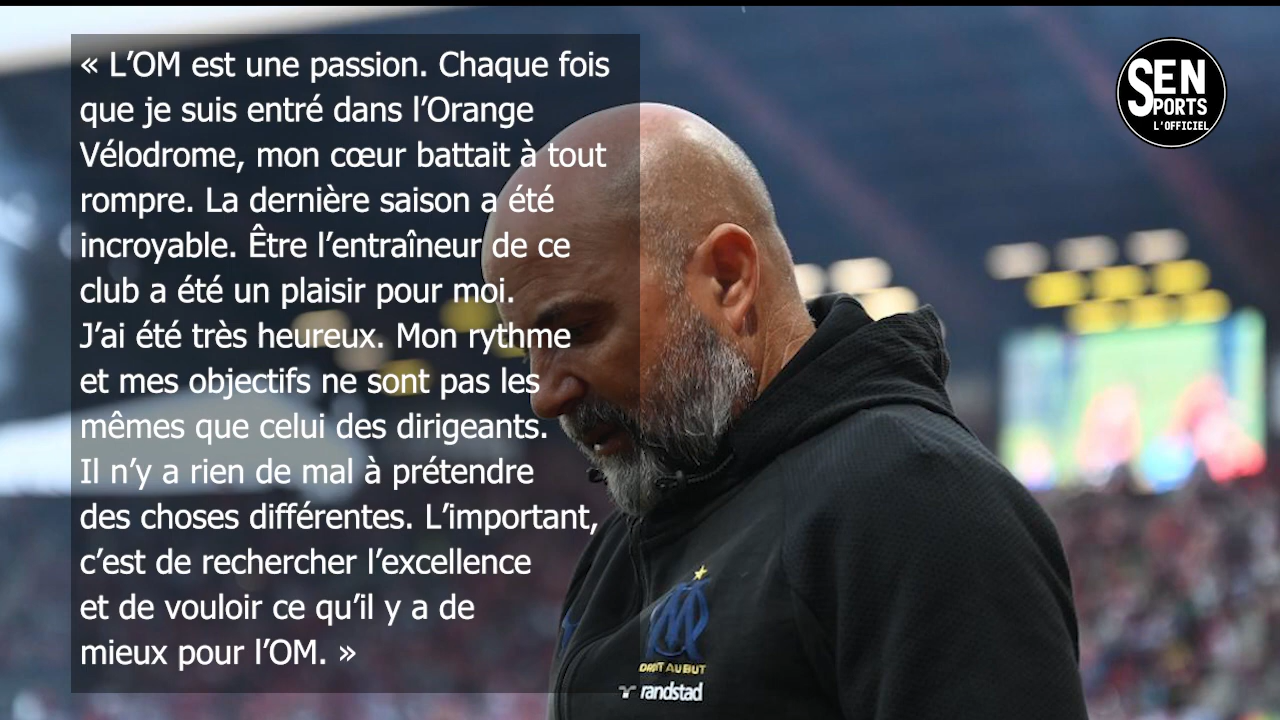 « L’OM est une passion. Chaque fois
que je suis entré dans l’Orange
Vélodrome, mon cœur battait à tout
rompre. La dernière saison a été
incroyable. Être l’entraîneur de ce
club a été un plaisir pour moi.
J’ai été très heureux. Mon rythme
et mes objectifs ne sont pas les
mêmes que celui des dirigeants.
Il n’y a rien de mal à prétendre
des choses différentes. L’important,
c’est de rechercher l’excellence
et de vouloir ce qu’il y a de
mieux pour l’OM. »
SEN
SPORTS
L'OFFICIEL
DROIT AU BUT
randstad